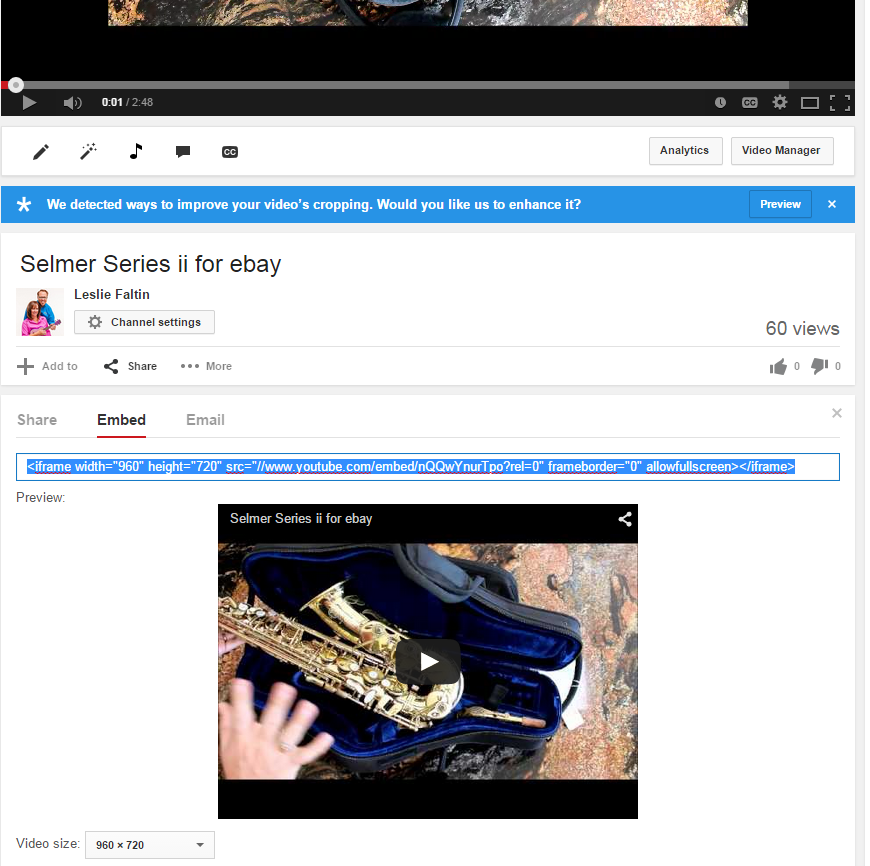 0:01 / 2:48
CC
CC
Analytics
Video Manager
We detected ways to improve your video's cropping. Would you like us to enhance it?
Preview
×
Selmer Series ii for ebay
Leslie Faltin
Channel settings
60 views
Add to
Share
More
0
0
Share
Embed
Email
×
<iframe width="960" height="720" src="//www.youtube.com/embed/nQQwYnurTpo?rel=0" frameborder="0" allowfullscreen></iframe>
Preview:
Selmer Series ii for ebay
Video size:
960 × 720